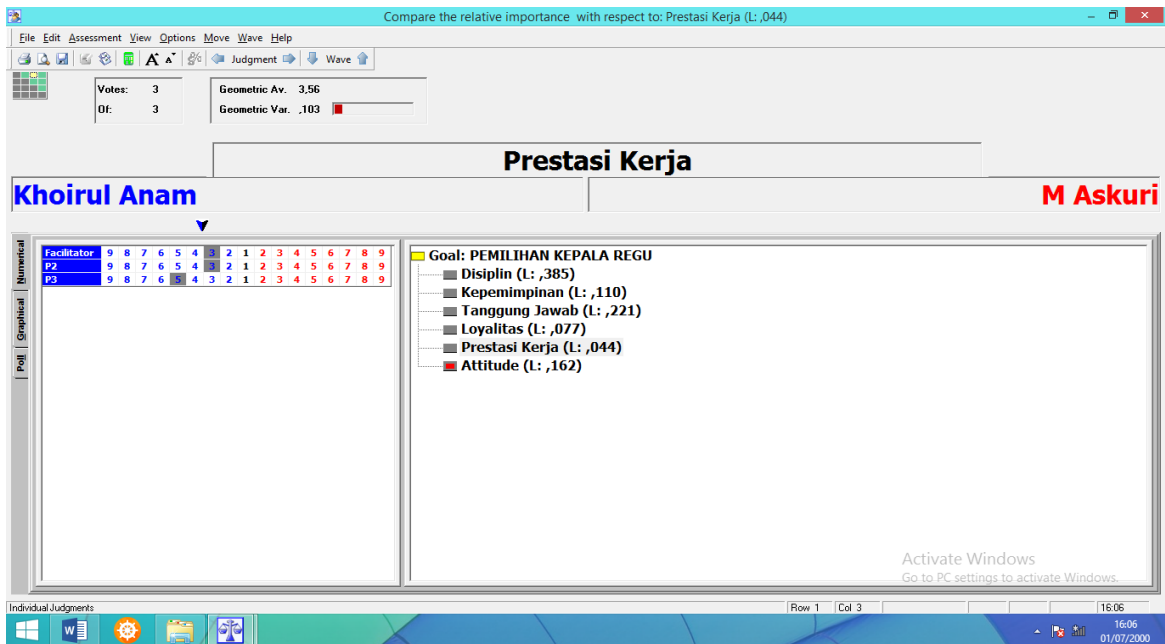 Compare the relative importance with respect to: Prestasi Kerja (L: ,044)
File Edit Assessment View Options Move Wave Help
Judgment Wave
Votes: 3
Of: 3
Geometric Av. 3,56
Geometric Var. ,103
Prestasi Kerja
Khoirul Anam
M Askuri
Numerical
Graphical
Poll
Facilitator 9 8 7 6 5 4 3 2 1 2 3 4 5 6 7 8 9
P2 9 8 7 6 5 4 3 2 1 2 3 4 5 6 7 8 9
P3 9 8 7 6 5 4 3 2 1 2 3 4 5 6 7 8 9
Goal: PEMILIHAN KEPALA REGU
Disiplin (L: ,385)
Kepemimpinan (L: ,110)
Tanggung Jawab (L: ,221)
Loyalitas (L: ,077)
Prestasi Kerja (L: ,044)
Attitude (L: ,162)
Activate Windows
Go to PC settings to activate Windows.
Individual Judgments
Row 1 Col 3
16:06
16:06
01/07/2000